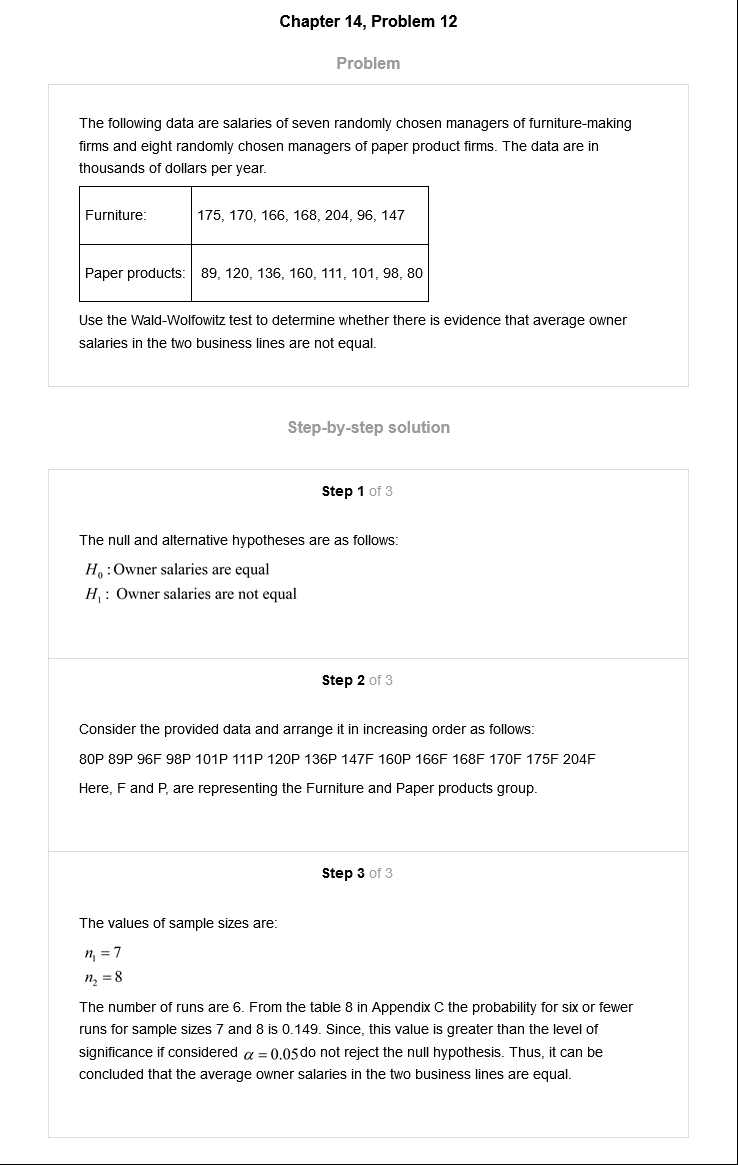 Chapter 14, Problem 12
Problem
The following data are salaries of seven randomly chosen managers of furniture-making
firms and eight randomly chosen managers of paper product firms. The data are in
thousands of dollars per year.
Furniture: 175, 170, 166, 168, 204, 96, 147
Paper products: 89, 120, 136, 160, 111, 101, 98, 80
Use the Wald-Wolfowitz test to determine whether there is evidence that average owner
salaries in the two business lines are not equal.
Step-by-step solution
Step 1 of 3
The null and alternative hypotheses are as follows:
H₀ : Owner salaries are equal
H₁ : Owner salaries are not equal
Step 2 of 3
Consider the provided data and arrange it in increasing order as follows:
80P 89P 96F 98P 101P 111P 120P 136P 147F 160P 166F 168F 170F 175F 204F
Here, F and P, are representing the Furniture and Paper products group.
Step 3 of 3
The values of sample sizes are:
n₁ = 7
n₂ = 8
The number of runs are 6. From the table 8 in Appendix C the probability for six or fewer
runs for sample sizes 7 and 8 is 0.149. Since, this value is greater than the level of
significance if considered α = 0.05 do not reject the null hypothesis. Thus, it can be
concluded that the average owner salaries in the two business lines are equal.